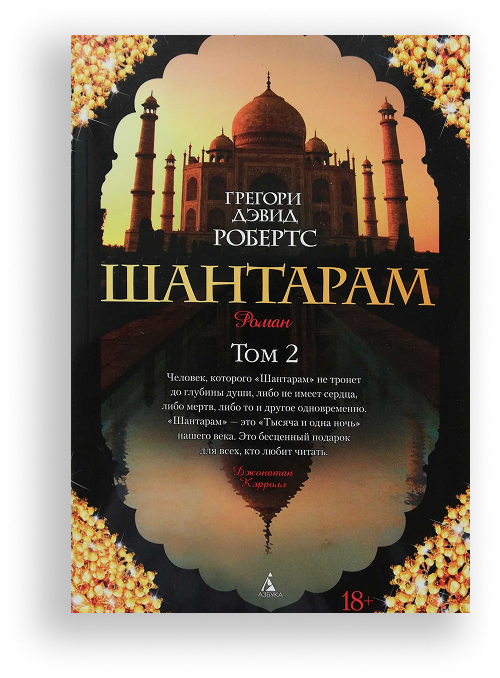 ГРЕГОРИ
ДЭВИД
РОБЕРТС
ШАНТАРАМ
Роман
Том 2
Человек, которого «Шантарам» не тронет
до глубины души, либо не имеет сердца,
либо мертв, либо то и другое одновременно.
«Шантарам» — это «Тысяча и одна ночь»
нашего века. Это бесценный подарок
для всех, кто любит читать.
Джонатан
Кэрролл
АЗБУКА
18+